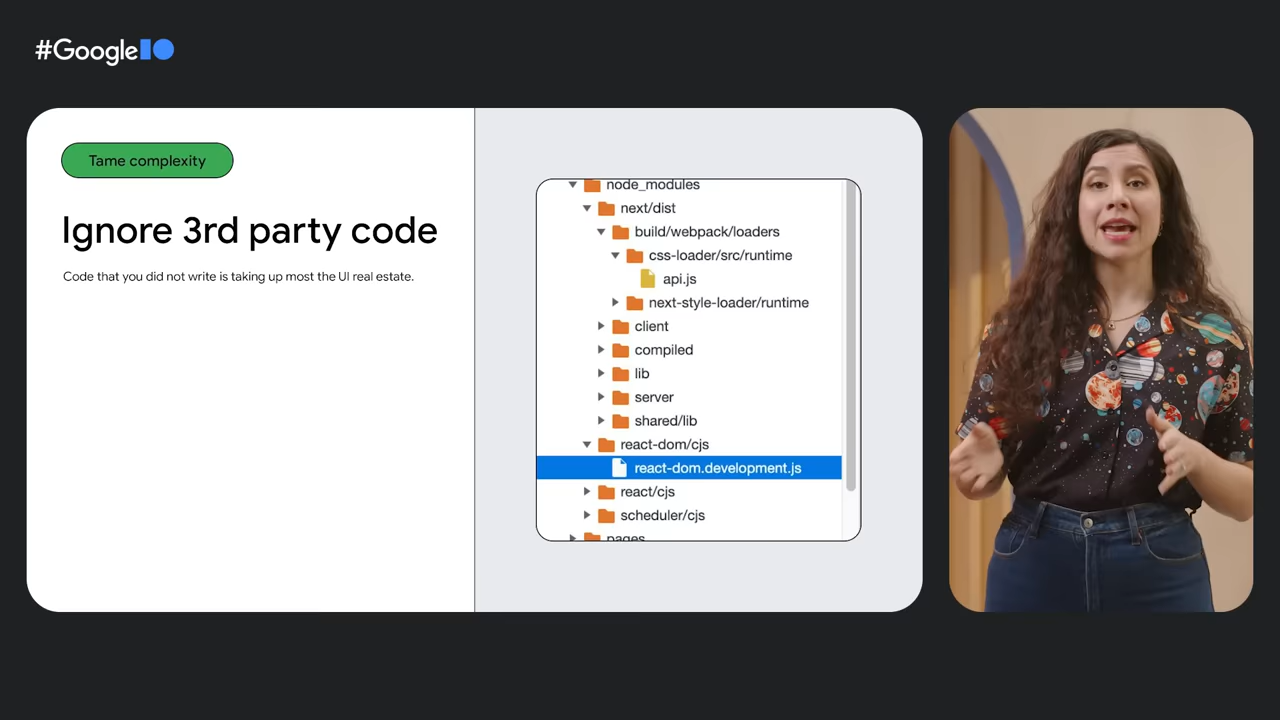 #GoogleIO
Tame complexity
Ignore 3rd party code
Code that you did not write is taking up most the UI real estate.
node_modules
next/dist
build/webpack/loaders
css-loader/src/runtime
api.js
next-style-loader/runtime
client
compiled
lib
server
shared/lib
react-dom/cjs
react-dom.development.js
react/cjs
scheduler/cjs
pages